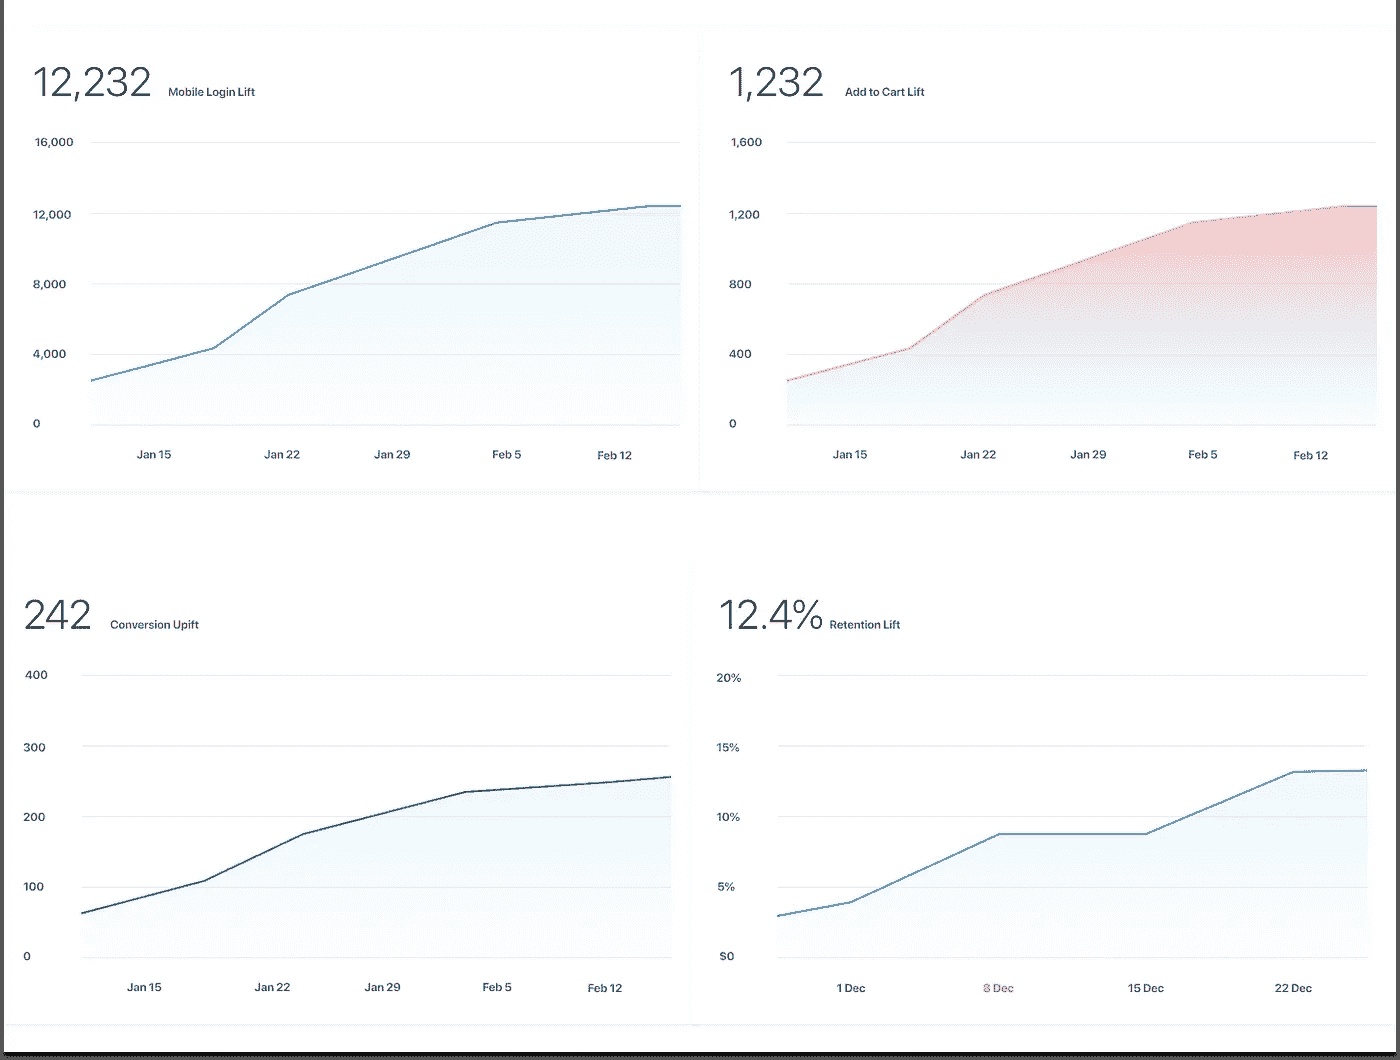 12,232 Mobile Login Lift
16,000
12,000
8,000
4,000
0
Jan 15 Jan 22 Jan 29 Feb 5 Feb 12
1,232 Add to Cart Lift
1,600
1,200
800
400
0
Jan 15 Jan 22 Jan 29 Feb 5 Feb 12
242 Conversion Upift
400
300
200
100
0
Jan 15 Jan 22 Jan 29 Feb 5 Feb 12
12.4% Retention Lift
20%
15%
10%
5%
$0
1 Dec 8 Dec 15 Dec 22 Dec